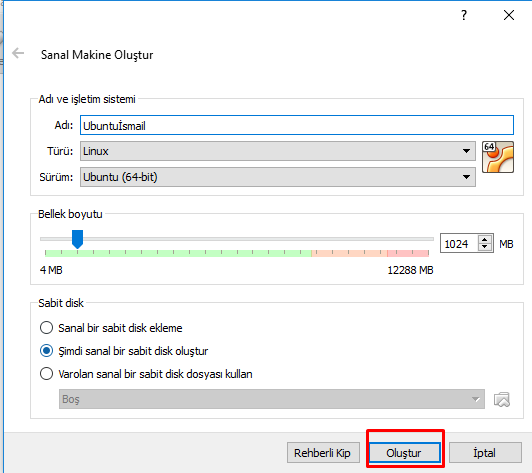 ?
Sanal Makine Oluştur
Adı ve işletim sistemi
Adı: Ubuntuİsmail
Türü: Linux
64
Sürüm: Ubuntu (64-bit)
Bellek boyutu
1024 MB
4 MB 12288 MB
Sabit disk
Sanal bir sabit disk ekleme
Şimdi sanal bir sabit disk oluştur
Varolan sanal bir sabit disk dosyası kullan
Boş
Rehberli Kip Oluştur İptal